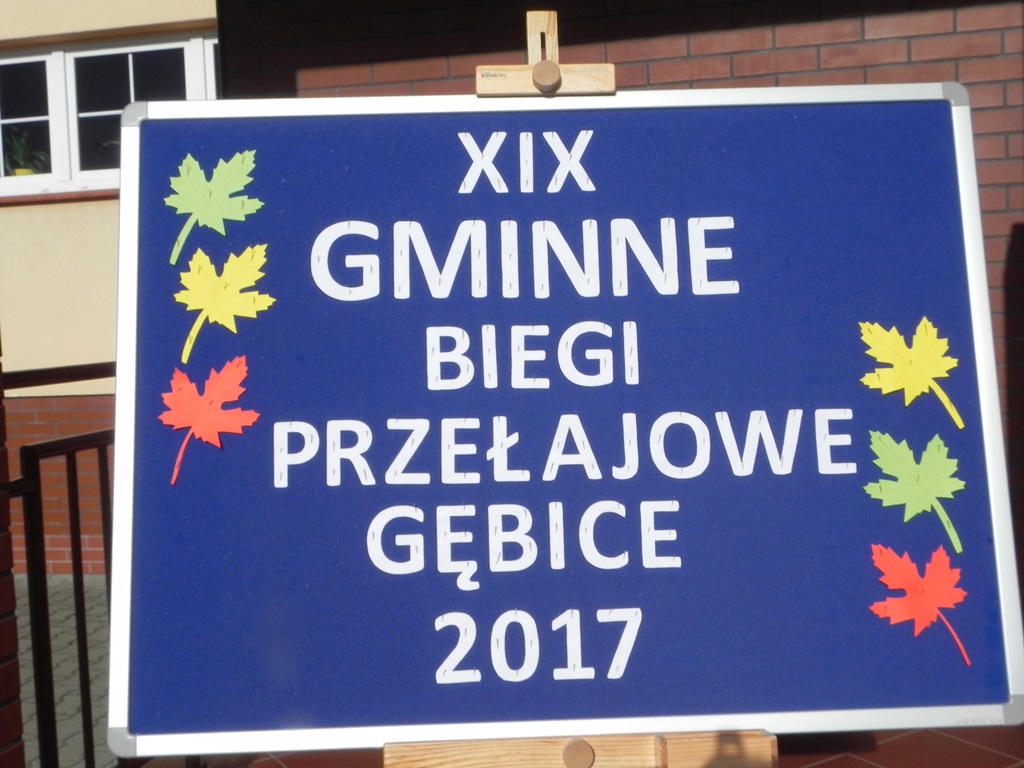 XIX
GMINNE
BIEGI
PRZEŁAJOWE
GĘBICE
2017